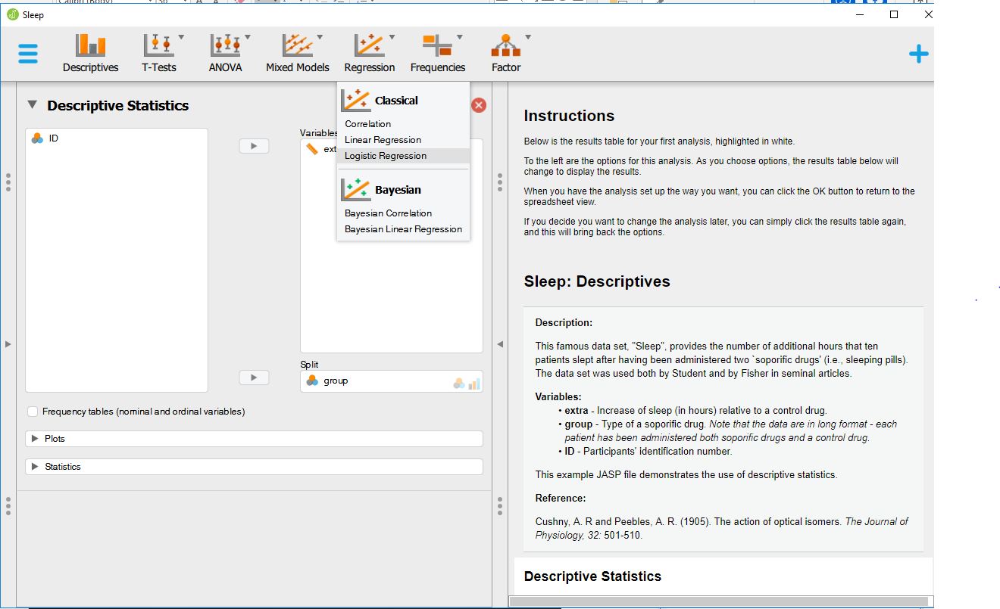 Sleep
Descriptives
T-Tests
ANOVA
Mixed Models
Regression
Frequencies
Factor
Descriptive Statistics
ID
Variables
ext
Split
group
Frequency tables (nominal and ordinal variables)
Plots
Statistics
Classical
Correlation
Linear Regression
Logistic Regression
Bayesian
Bayesian Correlation
Bayesian Linear Regression
Instructions
Below is the results table for your first analysis, highlighted in white.
To the left are the options for this analysis. As you choose options, the results table below will
change to display the results.
When you have the analysis set up the way you want, you can click the OK button to return to the
spreadsheet view.
If you decide you want to change the analysis later, you can simply click the results table again,
and this will bring back the options.
Sleep: Descriptives
Description:
This famous data set, "Sleep", provides the number of additional hours that ten
patients slept after having been administered two `soporific drugs' (i.e., sleeping pills).
The data set was used both by Student and by Fisher in seminal articles.
Variables:
• extra - Increase of sleep (in hours) relative to a control drug.
• group - Type of a soporific drug. Note that the data are in long format - each
patient has been administered both soporific drugs and a control drug.
• ID - Participants' identification number.
This example JASP file demonstrates the use of descriptive statistics.
Reference:
Cushny, A. R and Peebles, A. R. (1905). The action of optical isomers. The Journal of
Physiology, 32: 501-510.
Descriptive Statistics